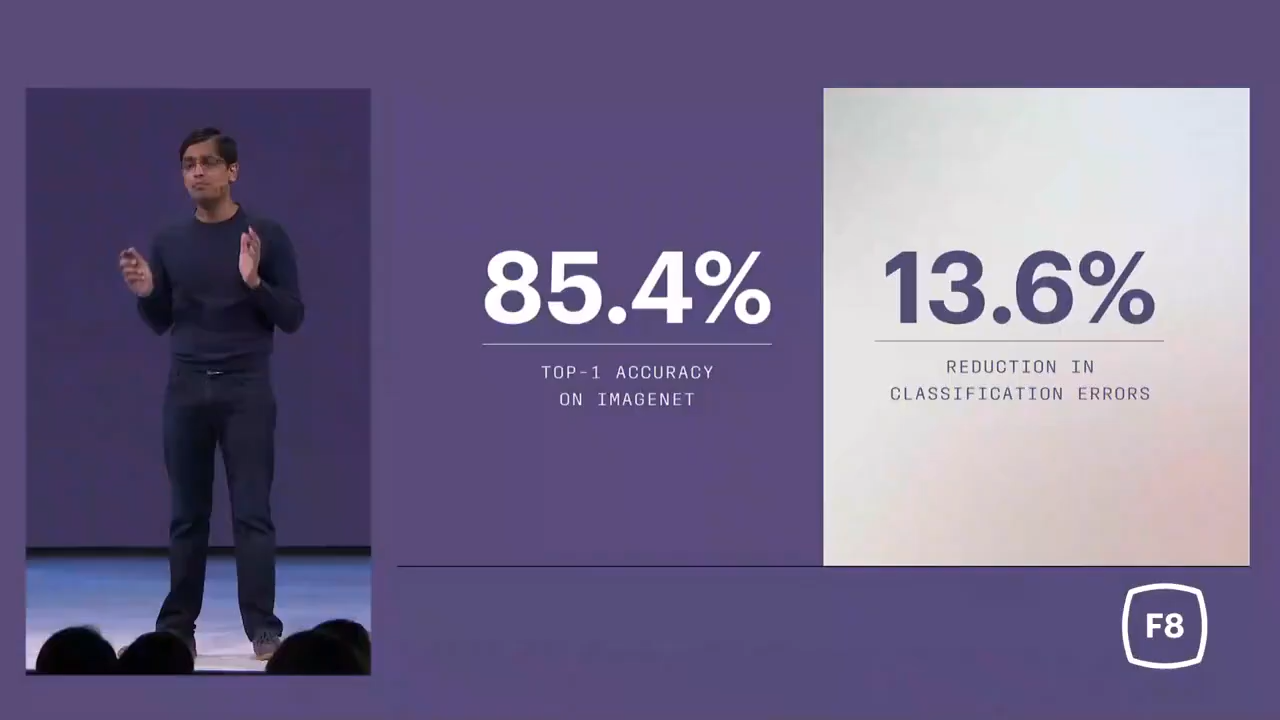 85.4%
TOP-1 ACCURACY
ON IMAGENET
13.6%
REDUCTION IN
CLASSIFICATION ERRORS
F8